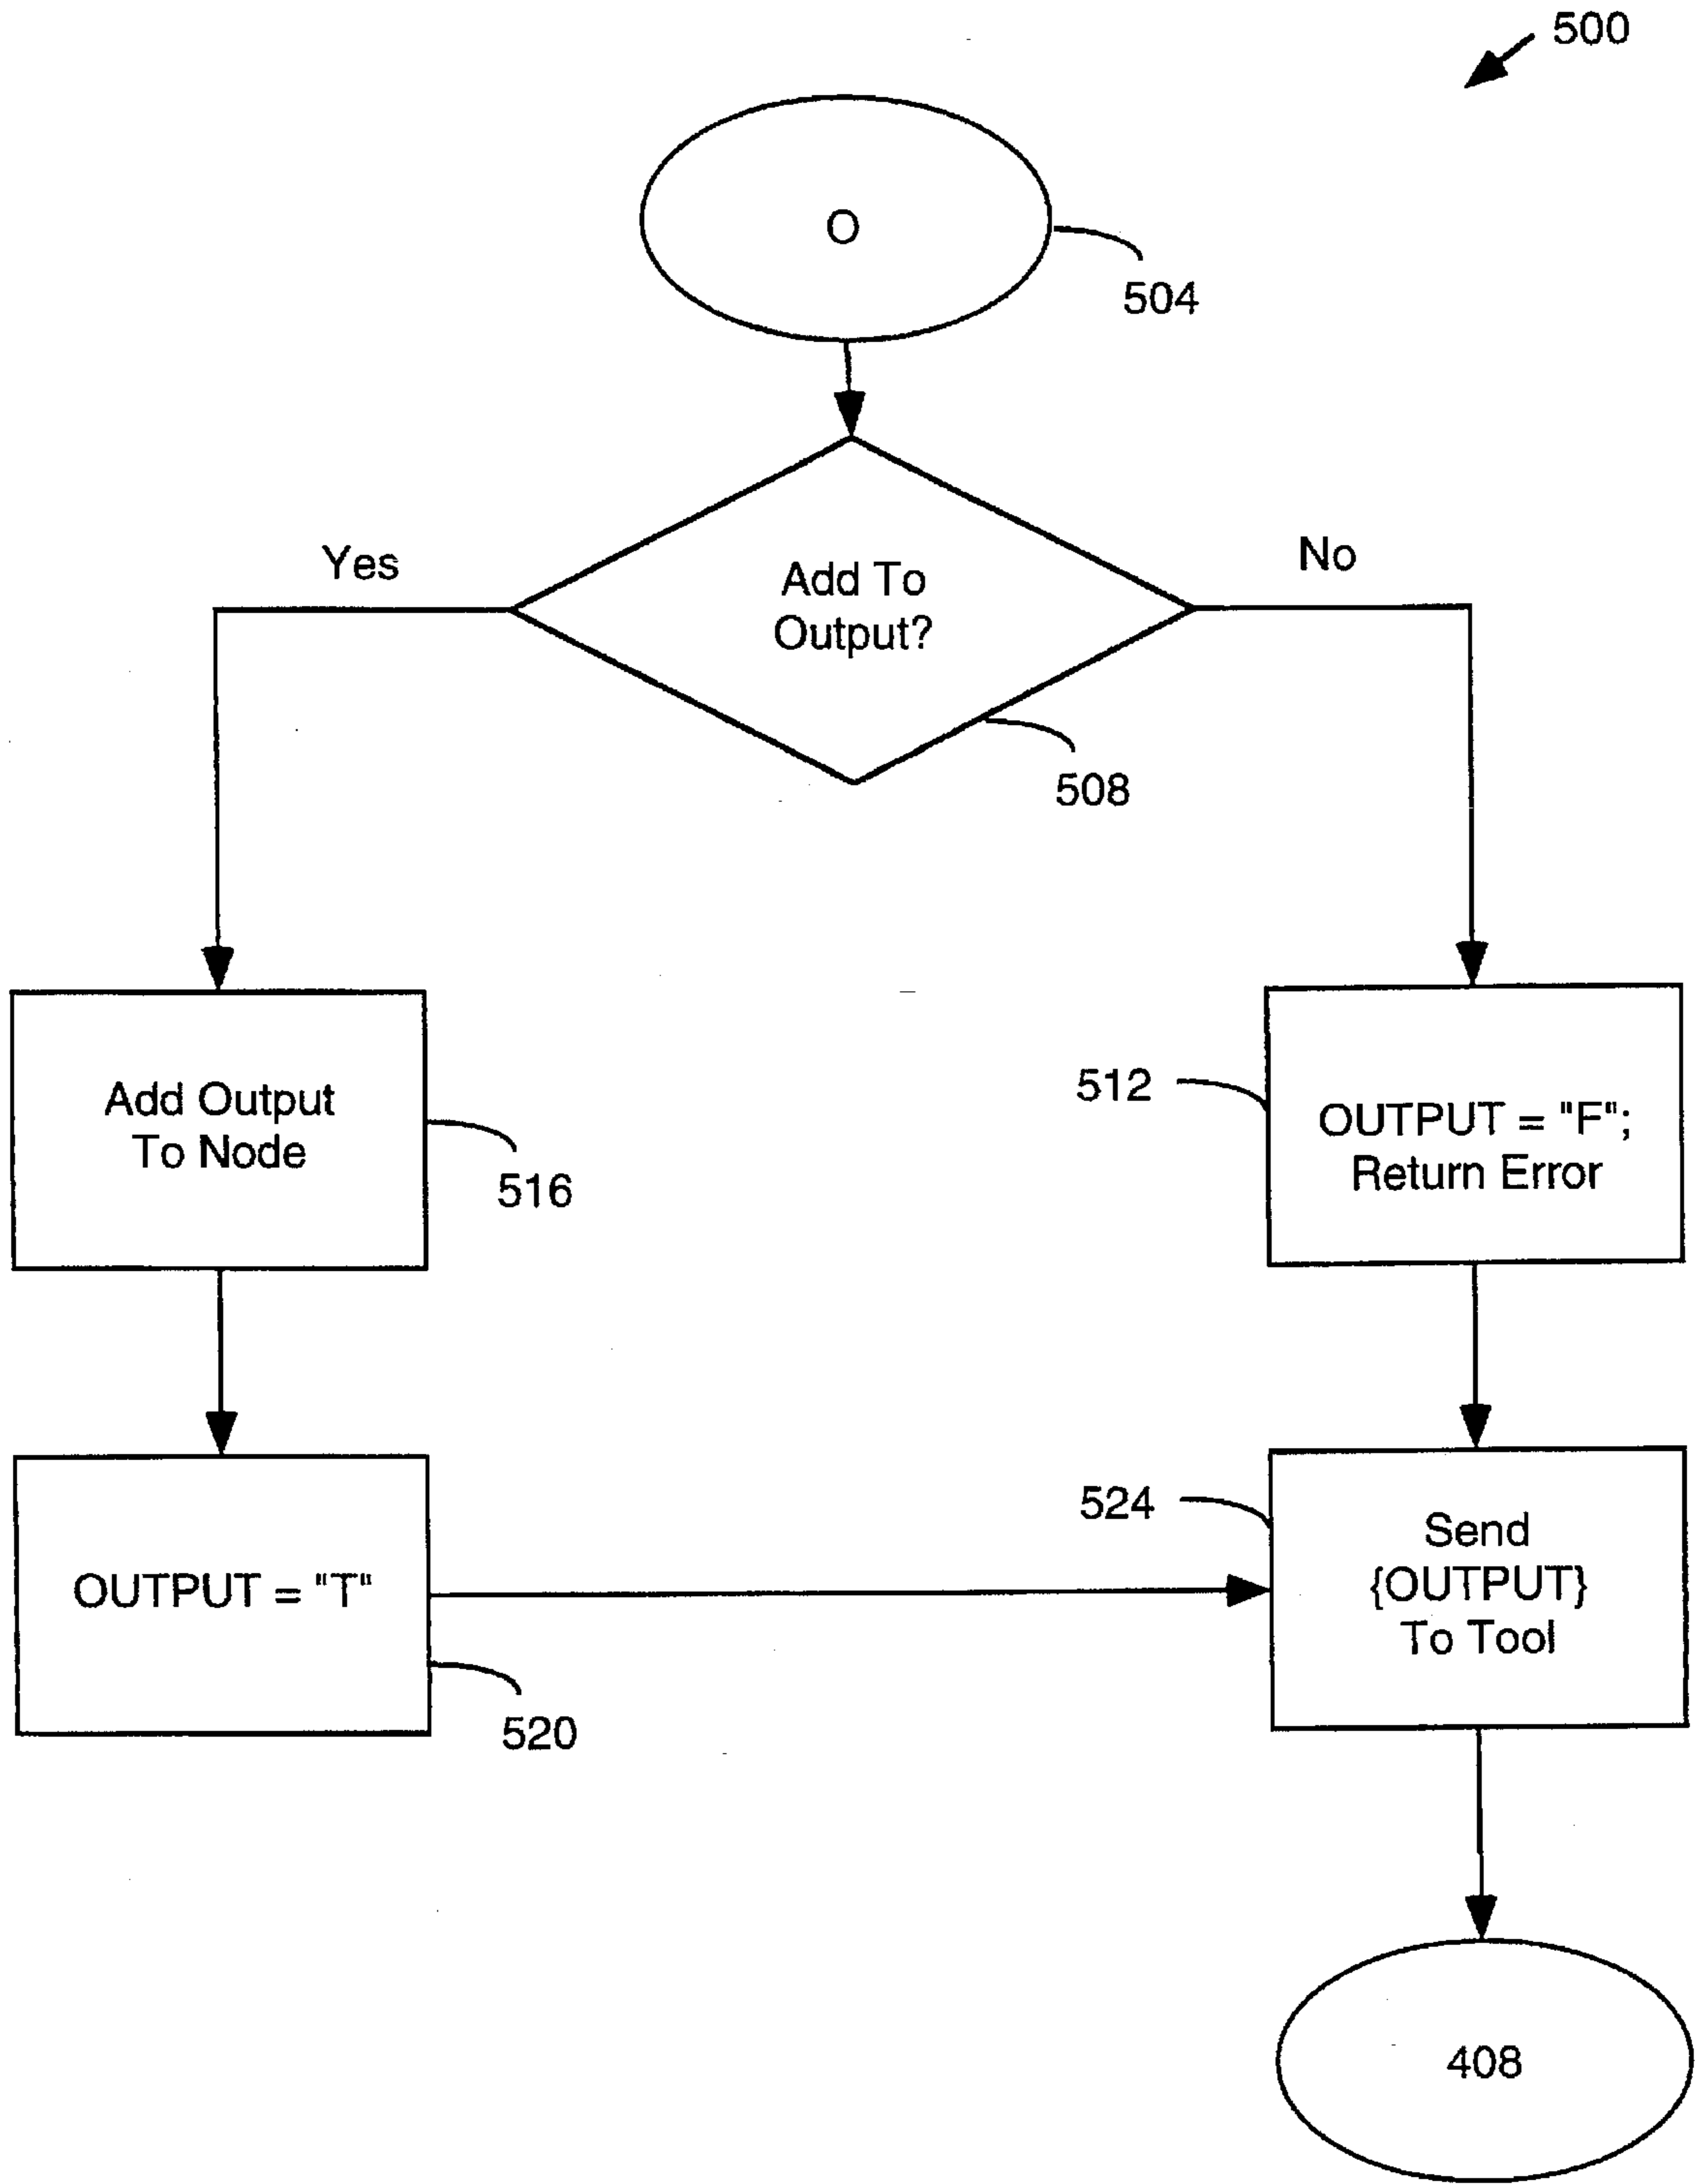 500
O
504
Yes
No
Add To
Output?
508
Add Output
To Node
516
512
OUTPUT = "F";
Return Error
OUTPUT = "T"
520
524
Send
{OUTPUT}
To Tool
408